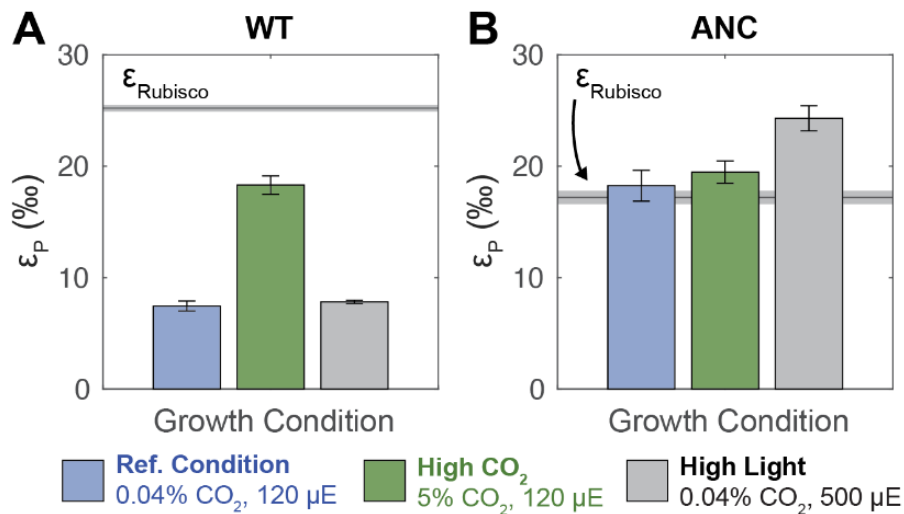 A WT
B ANC
30
20
10
0
εP (‰)
εRubisco
Growth Condition
30
20
10
0
εP (‰)
εRubisco
Growth Condition
Ref. Condition
0.04% CO2, 120 µE
High CO2
5% CO2, 120 µE
High Light
0.04% CO2, 500 µE